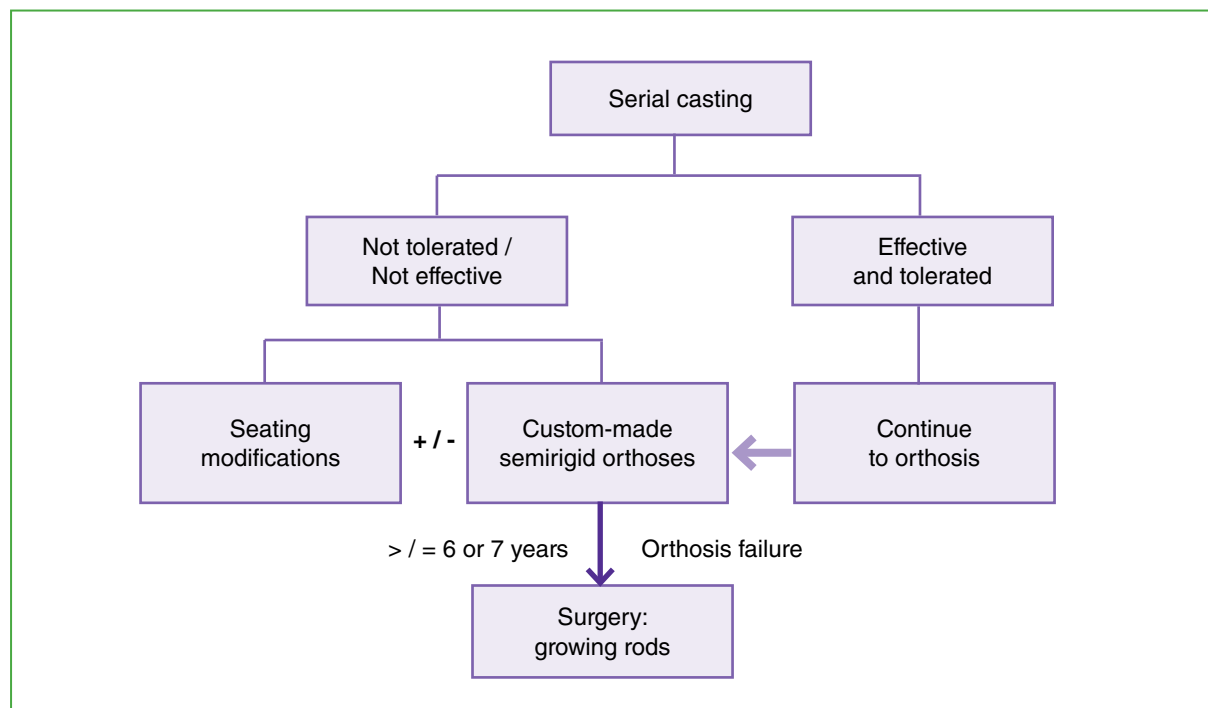 Serial casting
Not tolerated /
Not effective
Effective
and tolerated
Seating
modifications
+ / -
Custom-made
semirigid orthoses
Continue
to orthosis
> / = 6 or 7 years
Orthosis failure
Surgery:
growing rods